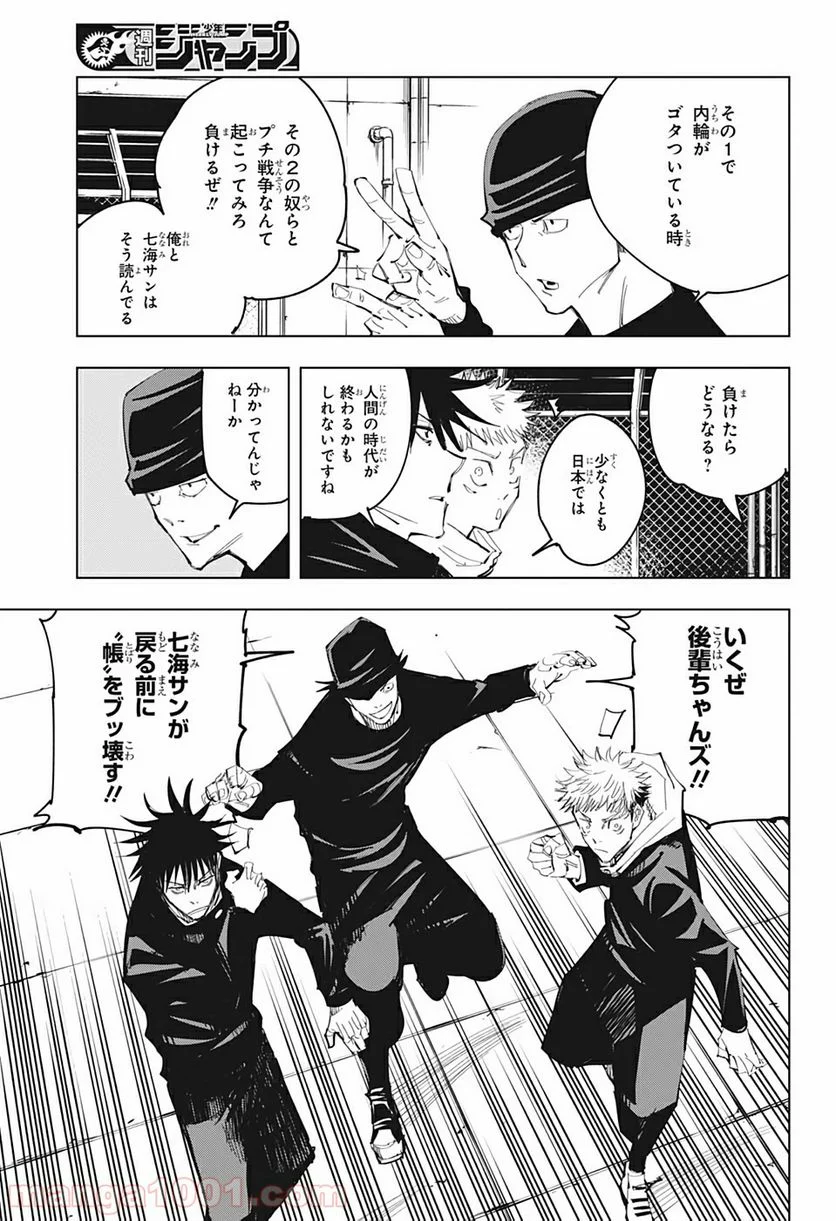 週刊
少年
ジャンプ
その1で
内輪が
ゴタついている時
その2の奴らと
プチ戦争なんて
起こってみろ
負けるぜ!!
俺と
七海サンは
そう読んでる
負けたら
どうなる?
少なくとも
日本では
人間の時代が
終わるかも
しれないですね
分かってんじゃ
ねーか
いくぜ
後輩ちゃんズ!!
七海サンが
戻る前に
〝帳〟をブッ壊す!!
manga1001.com